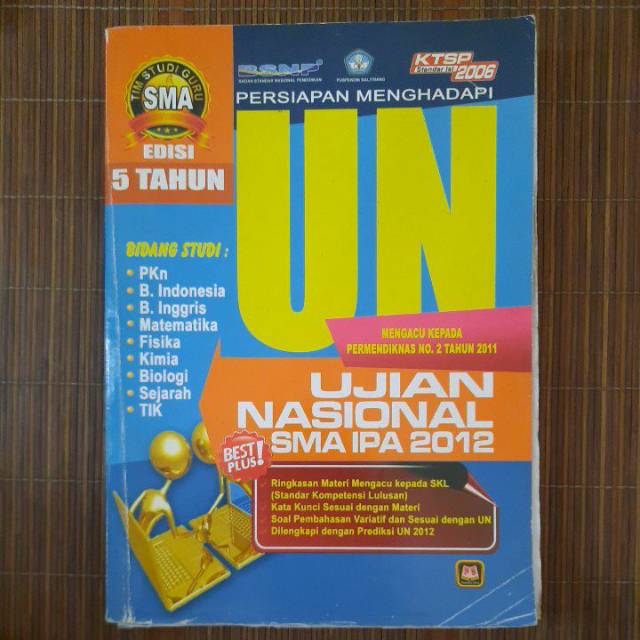 TIM STUDI GURU
SMA
EDISI
5 TAHUN
BSNP
BADAN STANDAR NASIONAL PENDIDIKAN
KTSP
Standar Isi 2006
PERSIAPAN MENGHADAPI
UN
BIDANG STUDI :
• PKn
• B. Indonesia
• B. Inggris
• Matematika
• Fisika
• Kimia
• Biologi
• Sejarah
• TIK
MENGACU KEPADA
PERMENDIKNAS NO. 2 TAHUN 2011
UJIAN
NASIONAL
SMA IPA 2012
BEST
PLUS!
Ringkasan Materi Mengacu kepada SKL
(Standar Kompetensi Lulusan)
Kata Kunci Sesuai dengan Materi
Soal Pembahasan Variatif dan Sesuai dengan UN
Dilengkapi dengan Prediksi UN 2012